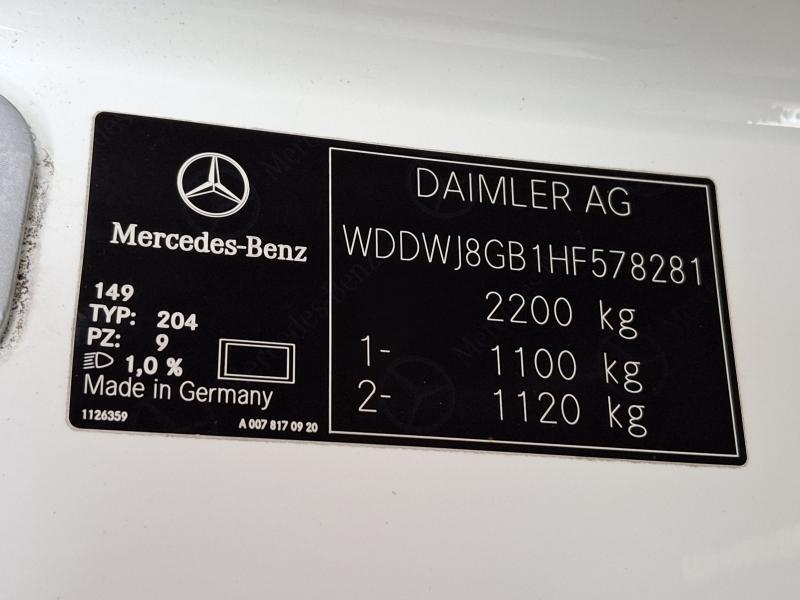 Mercedes-Benz
149
TYP: 204
PZ: 9
1,0 %
Made in Germany
1126359
A 007 817 09 20
DAIMLER AG
WDDWJ8GB1HF578281
2200 kg
1- 1100 kg
2- 1120 kg